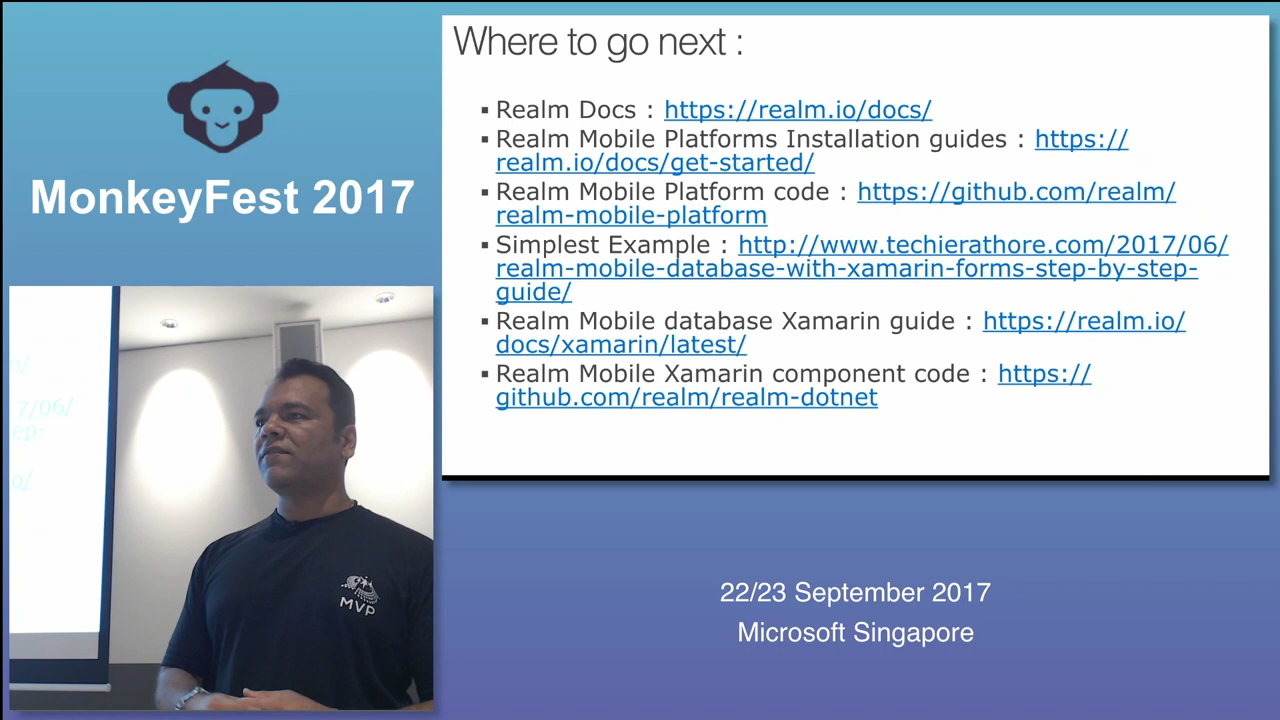 MonkeyFest 2017
Where to go next :
▪ Realm Docs : https://realm.io/docs/
▪ Realm Mobile Platforms Installation guides : https://
realm.io/docs/get-started/
▪ Realm Mobile Platform code : https://github.com/realm/
realm-mobile-platform
▪ Simplest Example : http://www.techierathore.com/2017/06/
realm-mobile-database-with-xamarin-forms-step-by-step-
guide/
▪ Realm Mobile database Xamarin guide : https://realm.io/
docs/xamarin/latest/
▪ Realm Mobile Xamarin component code : https://
github.com/realm/realm-dotnet
7/06/
ep-
o/
MVP
22/23 September 2017
Microsoft Singapore